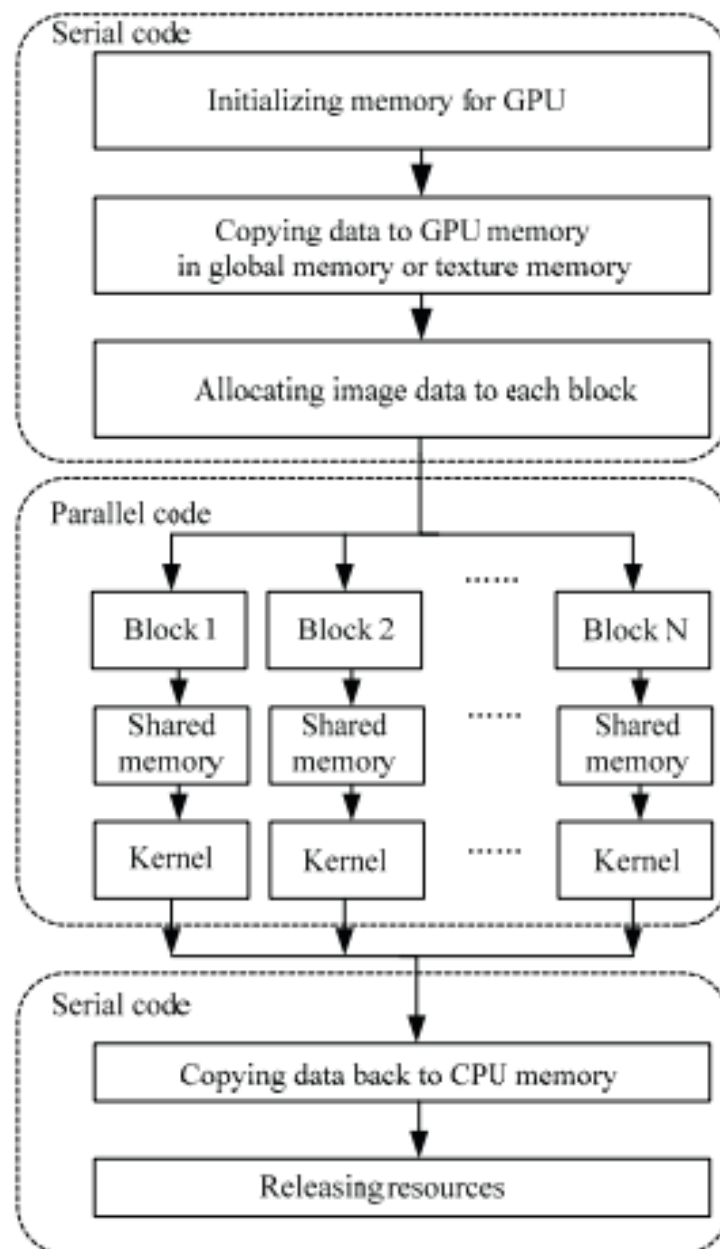 Serial code
Initializing memory for GPU
Copying data to GPU memory
in global memory or texture memory
Allocating image data to each block
Parallel code
......
Block 1
Block 2
Block N
Shared
memory
Shared
memory
......
Shared
memory
Kernel
Kernel
......
Kernel
Serial code
Copying data back to CPU memory
Releasing resources